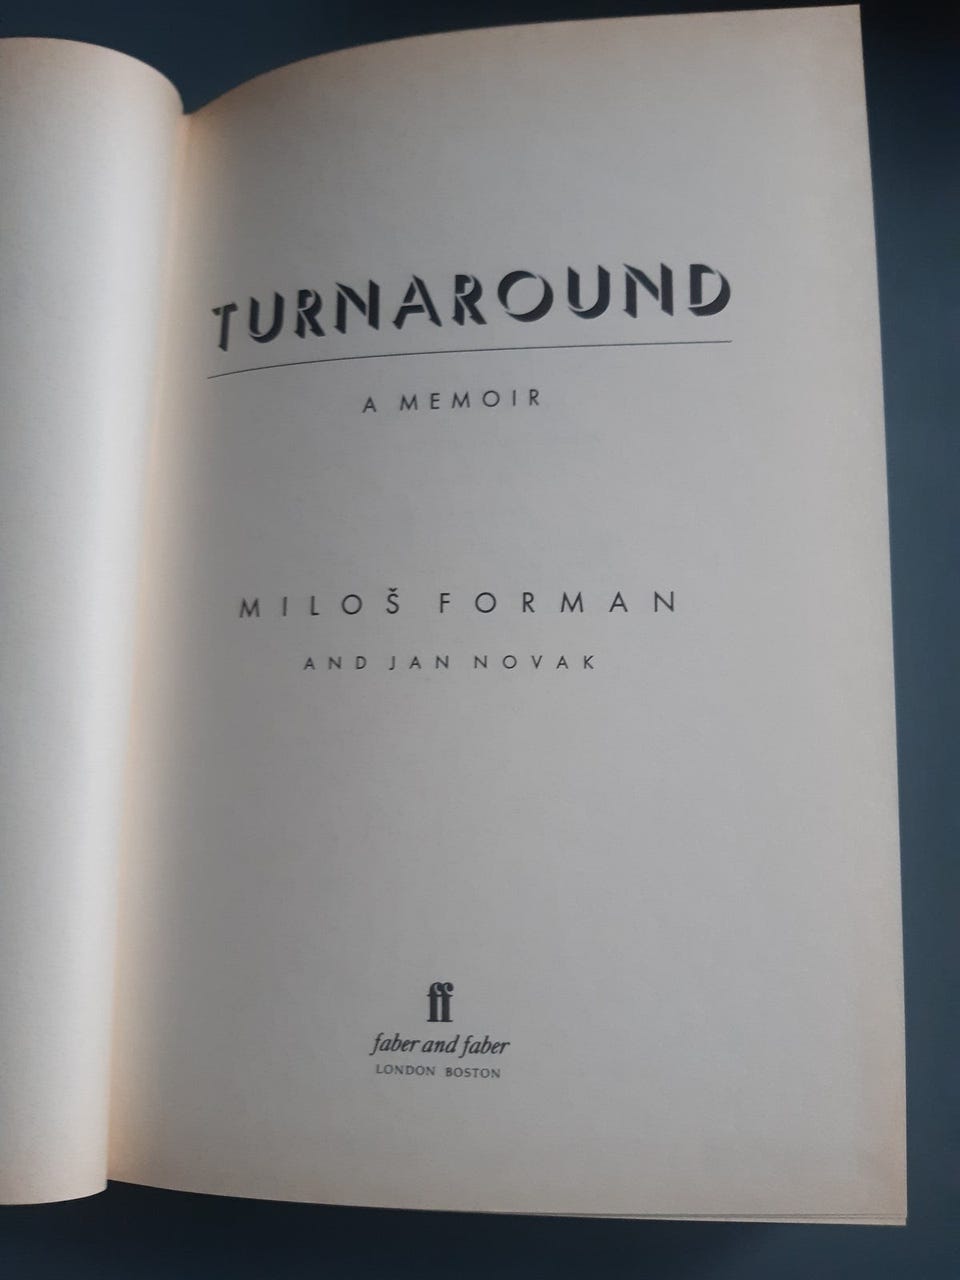 TURNAROUND
A MEMOIR
MILOŠ FORMAN
AND JAN NOVAK
ff
faber and faber
LONDON BOSTON